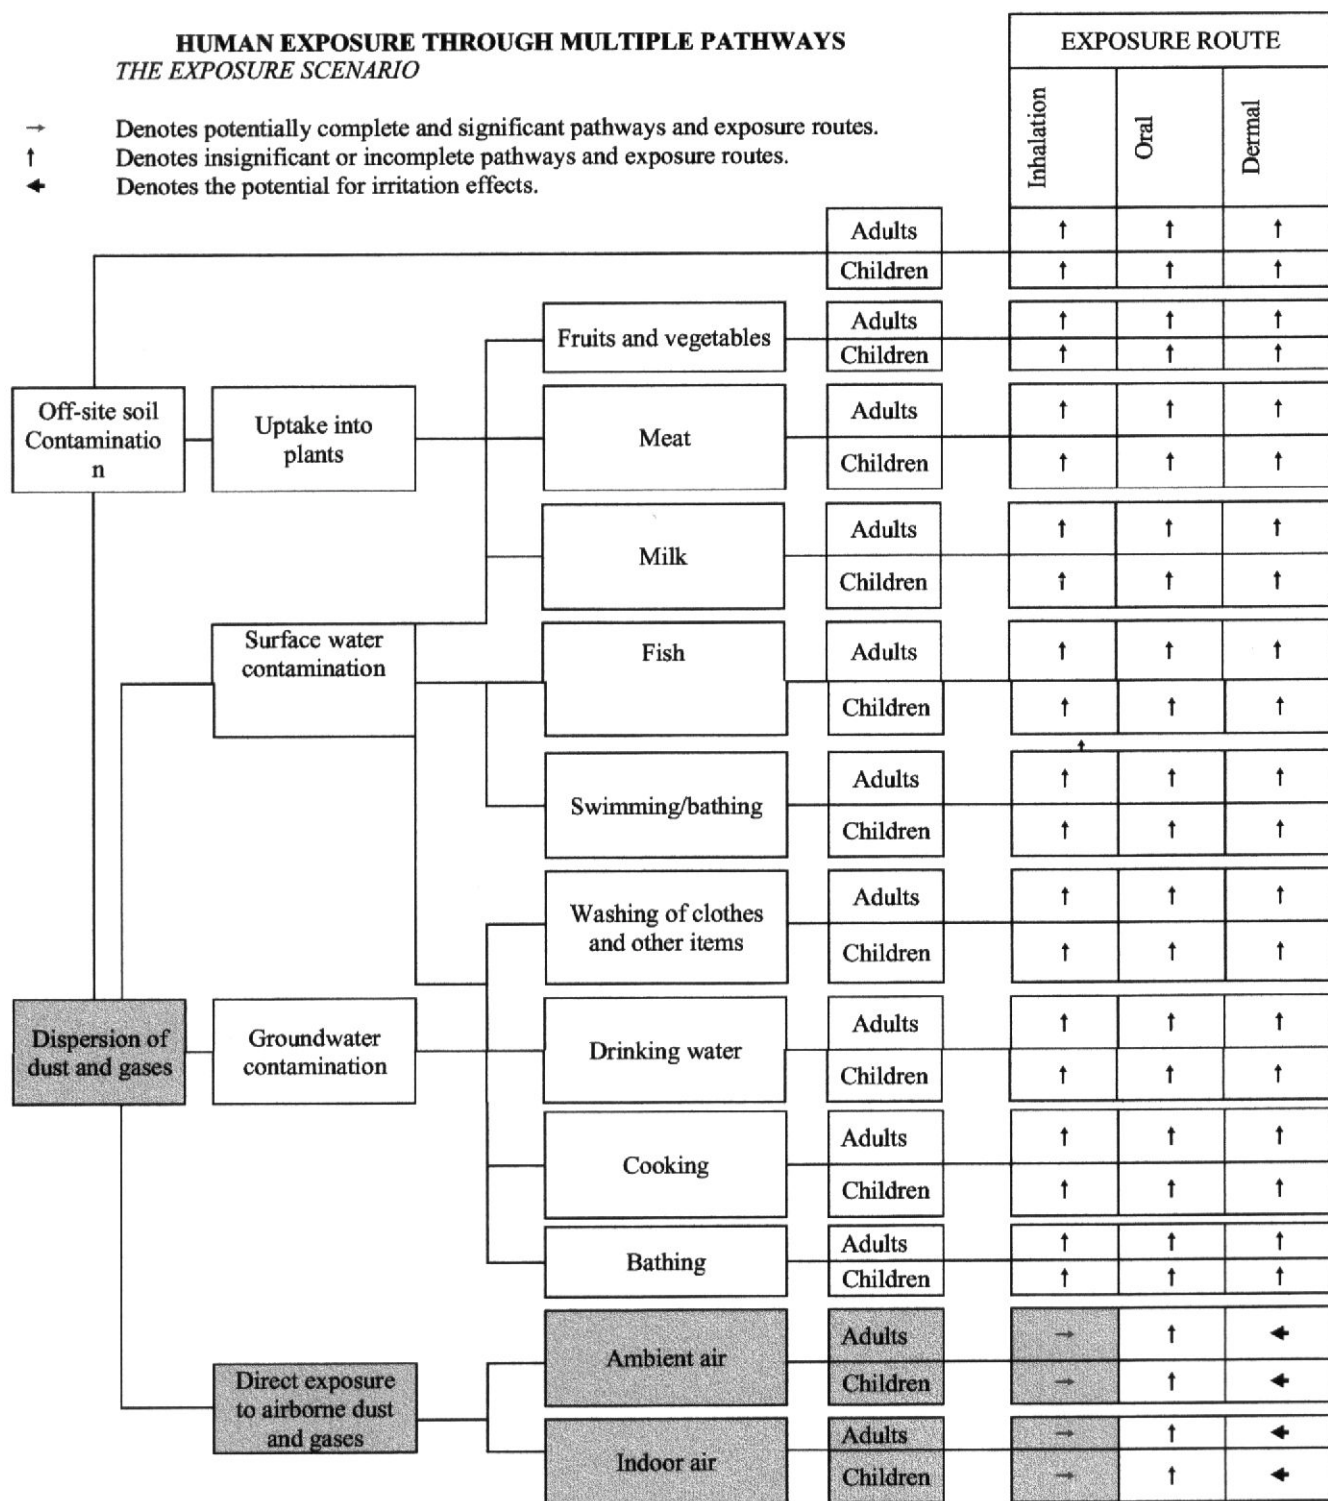 HUMAN EXPOSURE THROUGH MULTIPLE PATHWAYS
THE EXPOSURE SCENARIO
→ Denotes potentially complete and significant pathways and exposure routes.
↑ Denotes insignificant or incomplete pathways and exposure routes.
← Denotes the potential for irritation effects.
EXPOSURE ROUTE
Inhalation
Oral
Dermal
Adults ↑ ↑ ↑
Children ↑ ↑ ↑
Fruits and vegetables
Adults ↑ ↑ ↑
Children ↑ ↑ ↑
Off-site soil
Contaminatio
n
Uptake into
plants
Meat
Adults ↑ ↑ ↑
Children ↑ ↑ ↑
Milk
Adults ↑ ↑ ↑
Children ↑ ↑ ↑
Surface water
contamination
Fish
Adults ↑ ↑ ↑
Children ↑ ↑ ↑
↑
Swimming/bathing
Adults ↑ ↑ ↑
Children ↑ ↑ ↑
Washing of clothes
and other items
Adults ↑ ↑ ↑
Children ↑ ↑ ↑
Dispersion of
dust and gases
Groundwater
contamination
Drinking water
Adults ↑ ↑ ↑
Children ↑ ↑ ↑
Cooking
Adults ↑ ↑ ↑
Children ↑ ↑ ↑
Bathing
Adults ↑ ↑ ↑
Children ↑ ↑ ↑
Direct exposure
to airborne dust
and gases
Ambient air
Adults → ↑ ←
Children → ↑ ←
Indoor air
Adults → ↑ ←
Children → ↑ ←